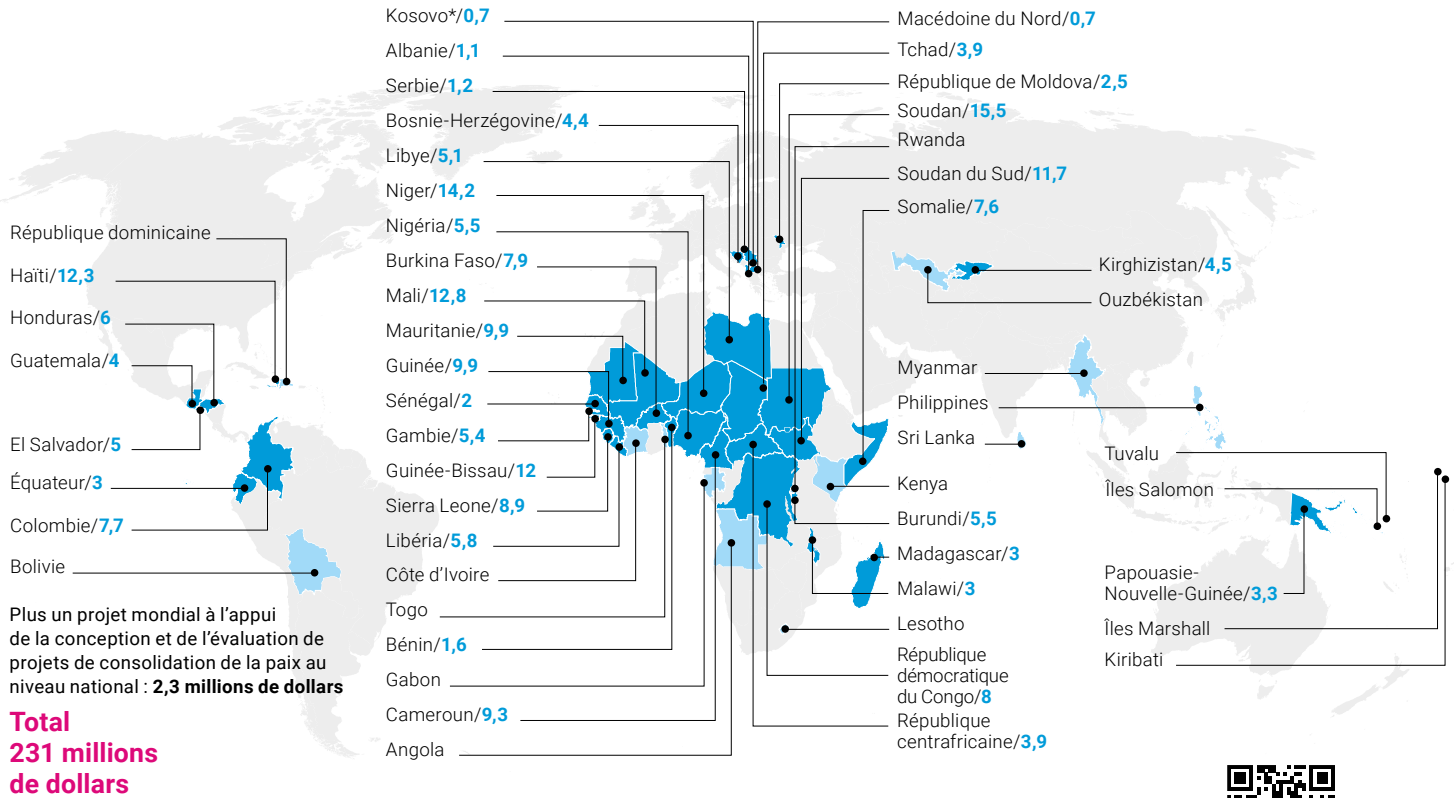 République dominicaine
Haïti/12,3
Honduras/6
Guatemala/4
El Salvador/5
Équateur/3
Colombie/7,7
Bolivie
Plus un projet mondial à l'appui
de la conception et de l'évaluation de
projets de consolidation de la paix au
niveau national : 2,3 millions de dollars
Total
231 millions
de dollars
Kosovo*/0,7
Albanie/1,1
Serbie/1,2
Bosnie-Herzégovine/4,4
Libye/5,1
Niger/14,2
Nigéria/5,5
Burkina Faso/7,9
Mali/12,8
Mauritanie/9,9
Guinée/9,9
Sénégal/2
Gambie/5,4
Guinée-Bissau/12
Sierra Leone/8,9
Libéria/5,8
Côte d'Ivoire
Togo
Bénin/1,6
Gabon
Cameroun/9,3
Angola
Macédoine du Nord/0,7
Tchad/3,9
République de Moldova/2,5
Soudan/15,5
Rwanda
Soudan du Sud/11,7
Somalie/7,6
Kirghizistan/4,5
Ouzbékistan
Myanmar
Philippines
Sri Lanka
Kenya
Burundi/5,5
Madagascar/3
Malawi/3
Lesotho
République
démocratique
du Congo/8
République
centrafricaine/3,9
Tuvalu
Îles Salomon
Papouasie-
Nouvelle-Guinée/3,3
Îles Marshall
Kiribati